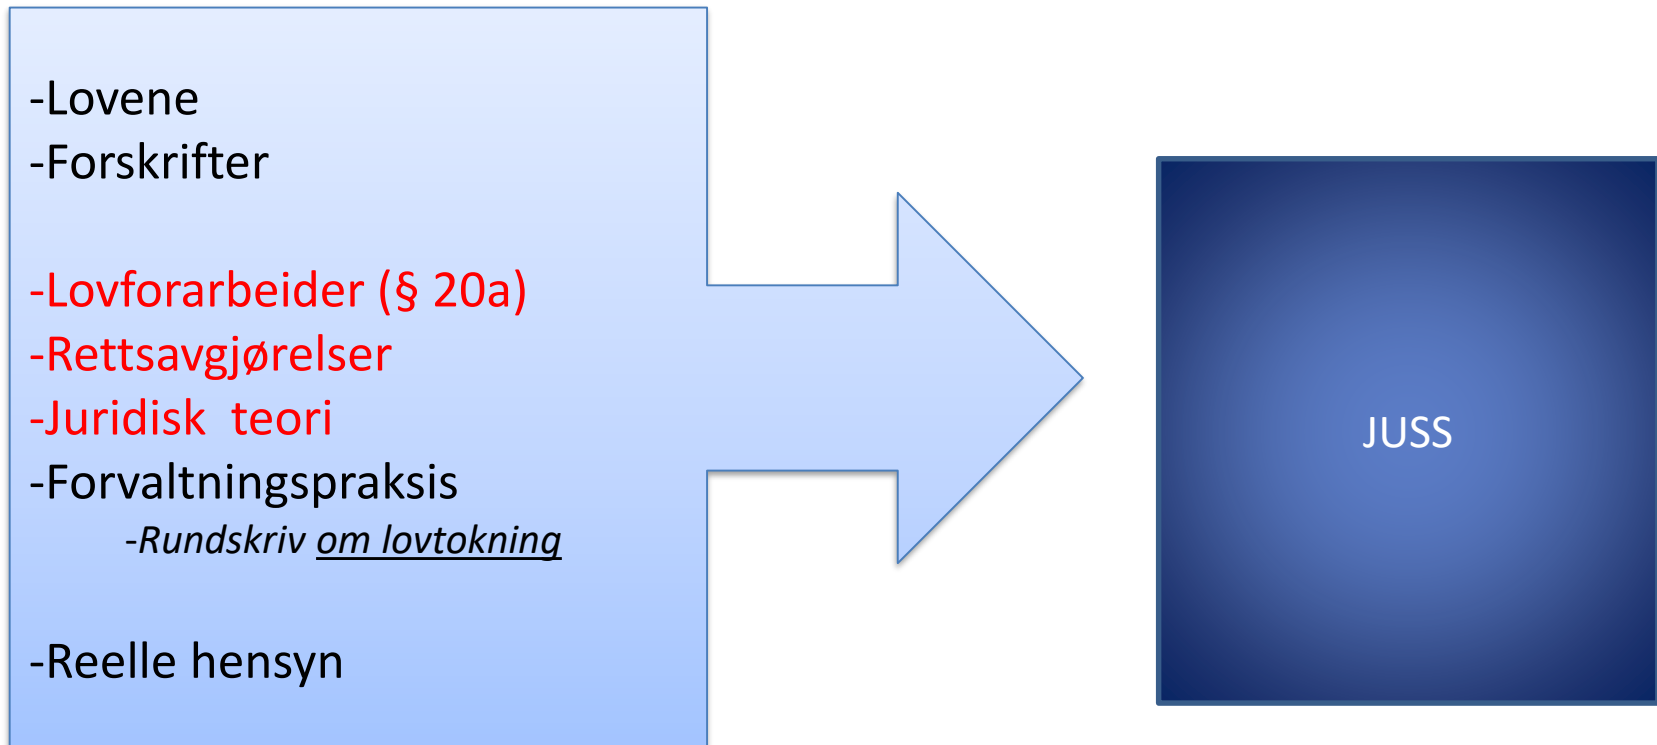 -Lovene
-Forskrifter
-Lovforarbeider (§ 20a)
-Rettsavgjørelser
-Juridisk  teori
-Forvaltningspraksis
-Rundskriv om lovtokning
-Reelle hensyn
JUSS